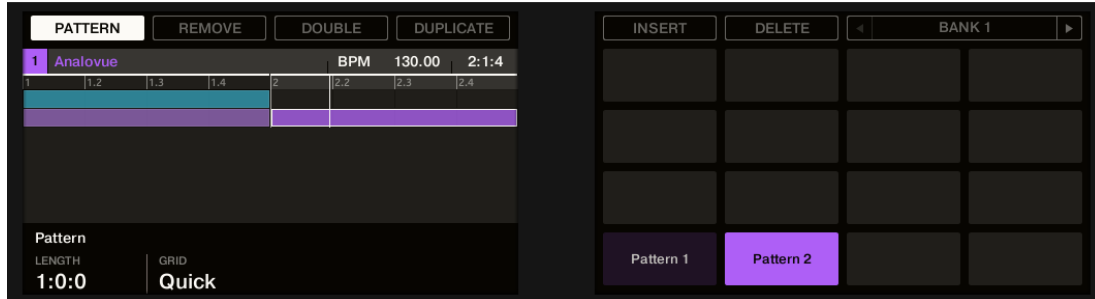 PATTERN REMOVE DOUBLE DUPLICATE
1 Analovue BPM 130.00 2:1:4
1 1.2 1.3 1.4 2 2.2 2.3 2.4
Pattern
LENGTH GRID
1:0:0 Quick
INSERT DELETE BANK 1
Pattern 1 Pattern 2